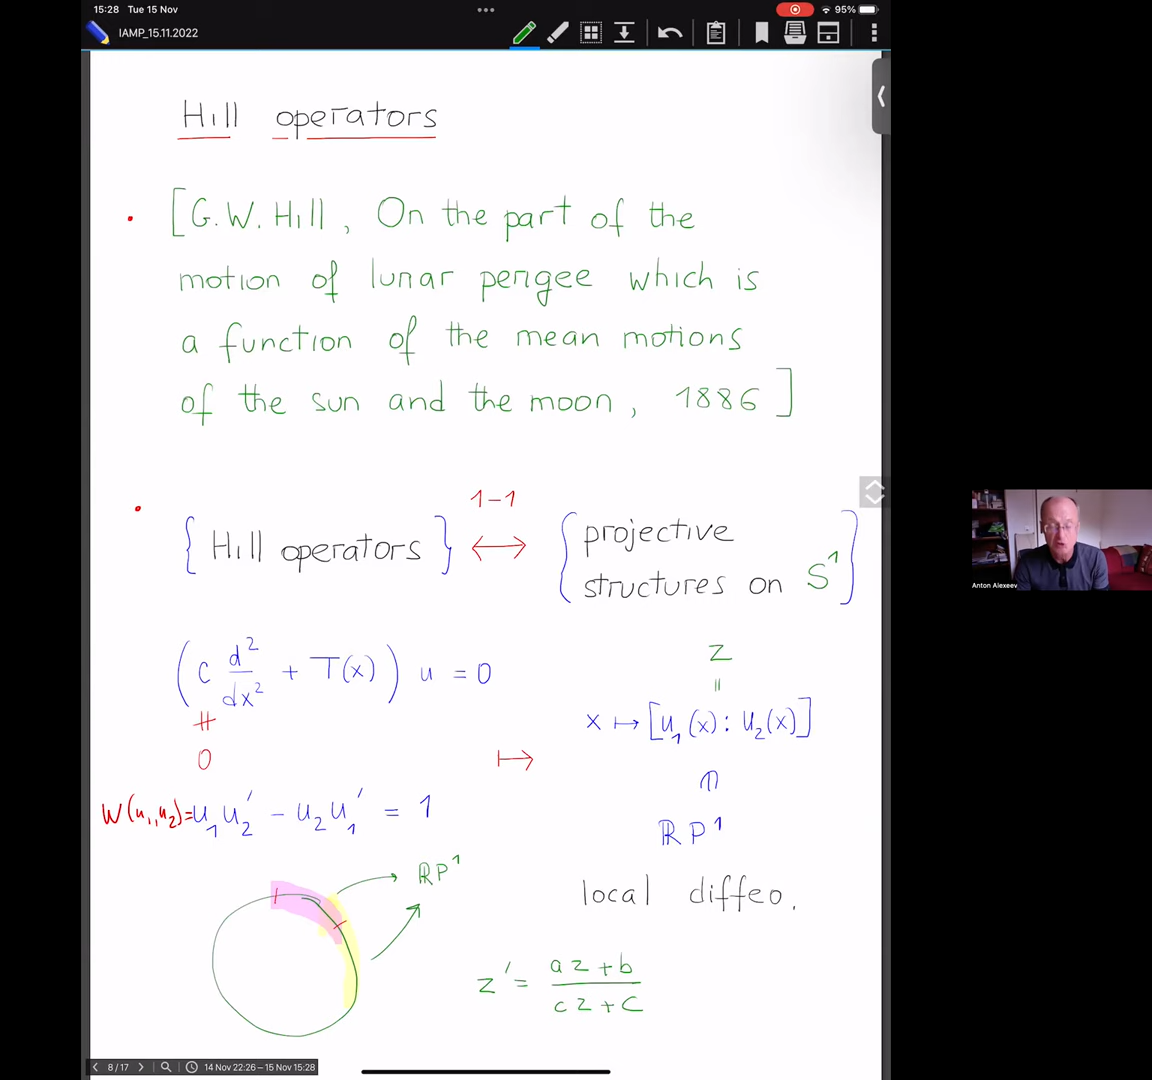 15:28 Tue 15 Nov
95%
IAMP_15.11.2022
Hill operators
[G.W. Hill, On the part of the
motion of lunar perigee which is
a function of the mean motions
of the sun and the moon, 1886]
1-1
{Hill operators} ↔ {projective
structures on S¹}
(c d²/dx² + T(x)) u = 0
≠
0
z
=
x ↦ [u₁(x) : u₂(x)]
↦
∈
W(u₁,u₂)=u₁u₂' - u₂u₁' = 1
ℝP¹
ℝP¹
local diffeo.
z' = (az+b)/(cz+c)
Anton Alexeev
8/17
14 Nov 22:26–15 Nov 15:28